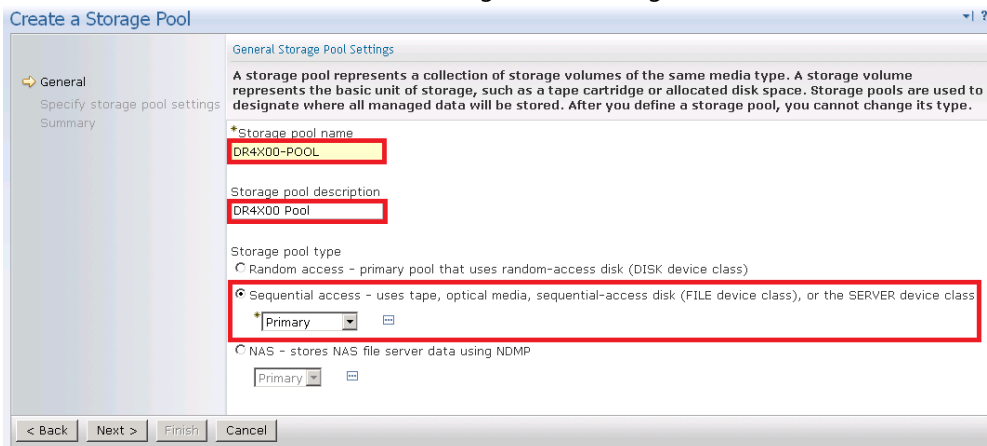 Create a Storage Pool
?
General Storage Pool Settings
General
Specify storage pool settings
Summary
A storage pool represents a collection of storage volumes of the same media type. A storage volume
represents the basic unit of storage, such as a tape cartridge or allocated disk space. Storage pools are used to
designate where all managed data will be stored. After you define a storage pool, you cannot change its type.
*Storage pool name
DR4X00-POOL
Storage pool description
DR4X00 Pool
Storage pool type
Random access - primary pool that uses random-access disk (DISK device class)
Sequential access - uses tape, optical media, sequential-access disk (FILE device class), or the SERVER device class
*Primary
NAS - stores NAS file server data using NDMP
Primary
< Back Next > Finish Cancel